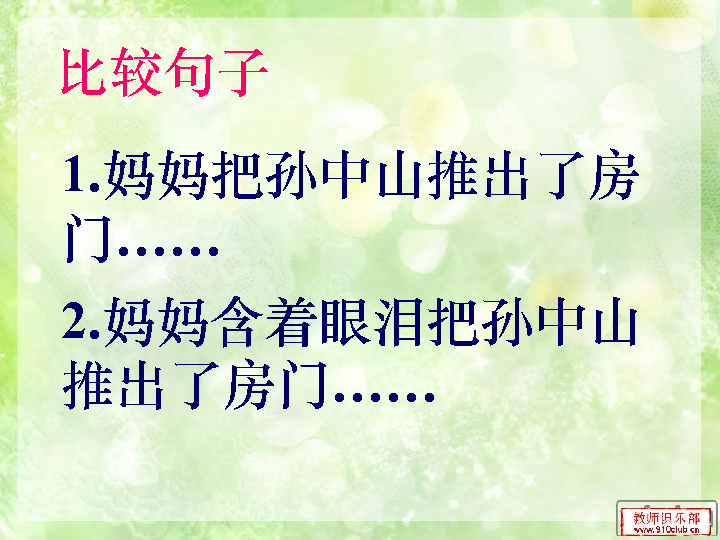 比较句子
1.妈妈把孙中山推出了房
门……
2.妈妈含着眼泪把孙中山
推出了房门……
教师俱乐部
www.910club.cn